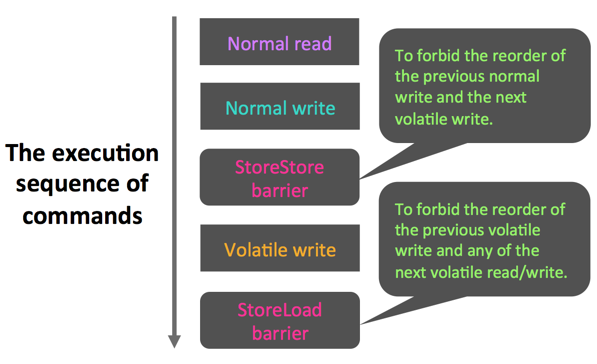 The execution
sequence of
commands
Normal read
Normal write
StoreStore
barrier
Volatile write
StoreLoad
barrier
To forbid the reorder of
the previous normal
write and the next
volatile write.
To forbid the reorder of
the previous volatile
write and any of the
next volatile read/write.